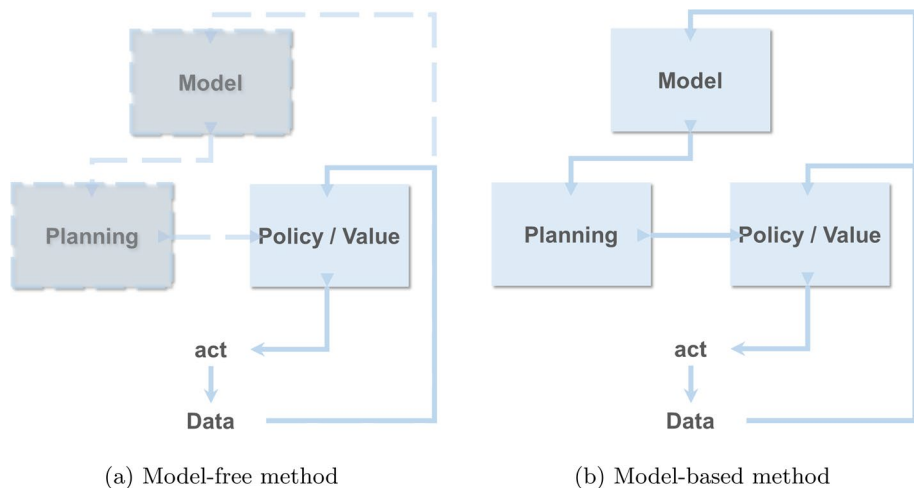 Model
Planning
Policy / Value
act
Data
(a) Model-free method
Model
Planning
Policy / Value
act
Data
(b) Model-based method